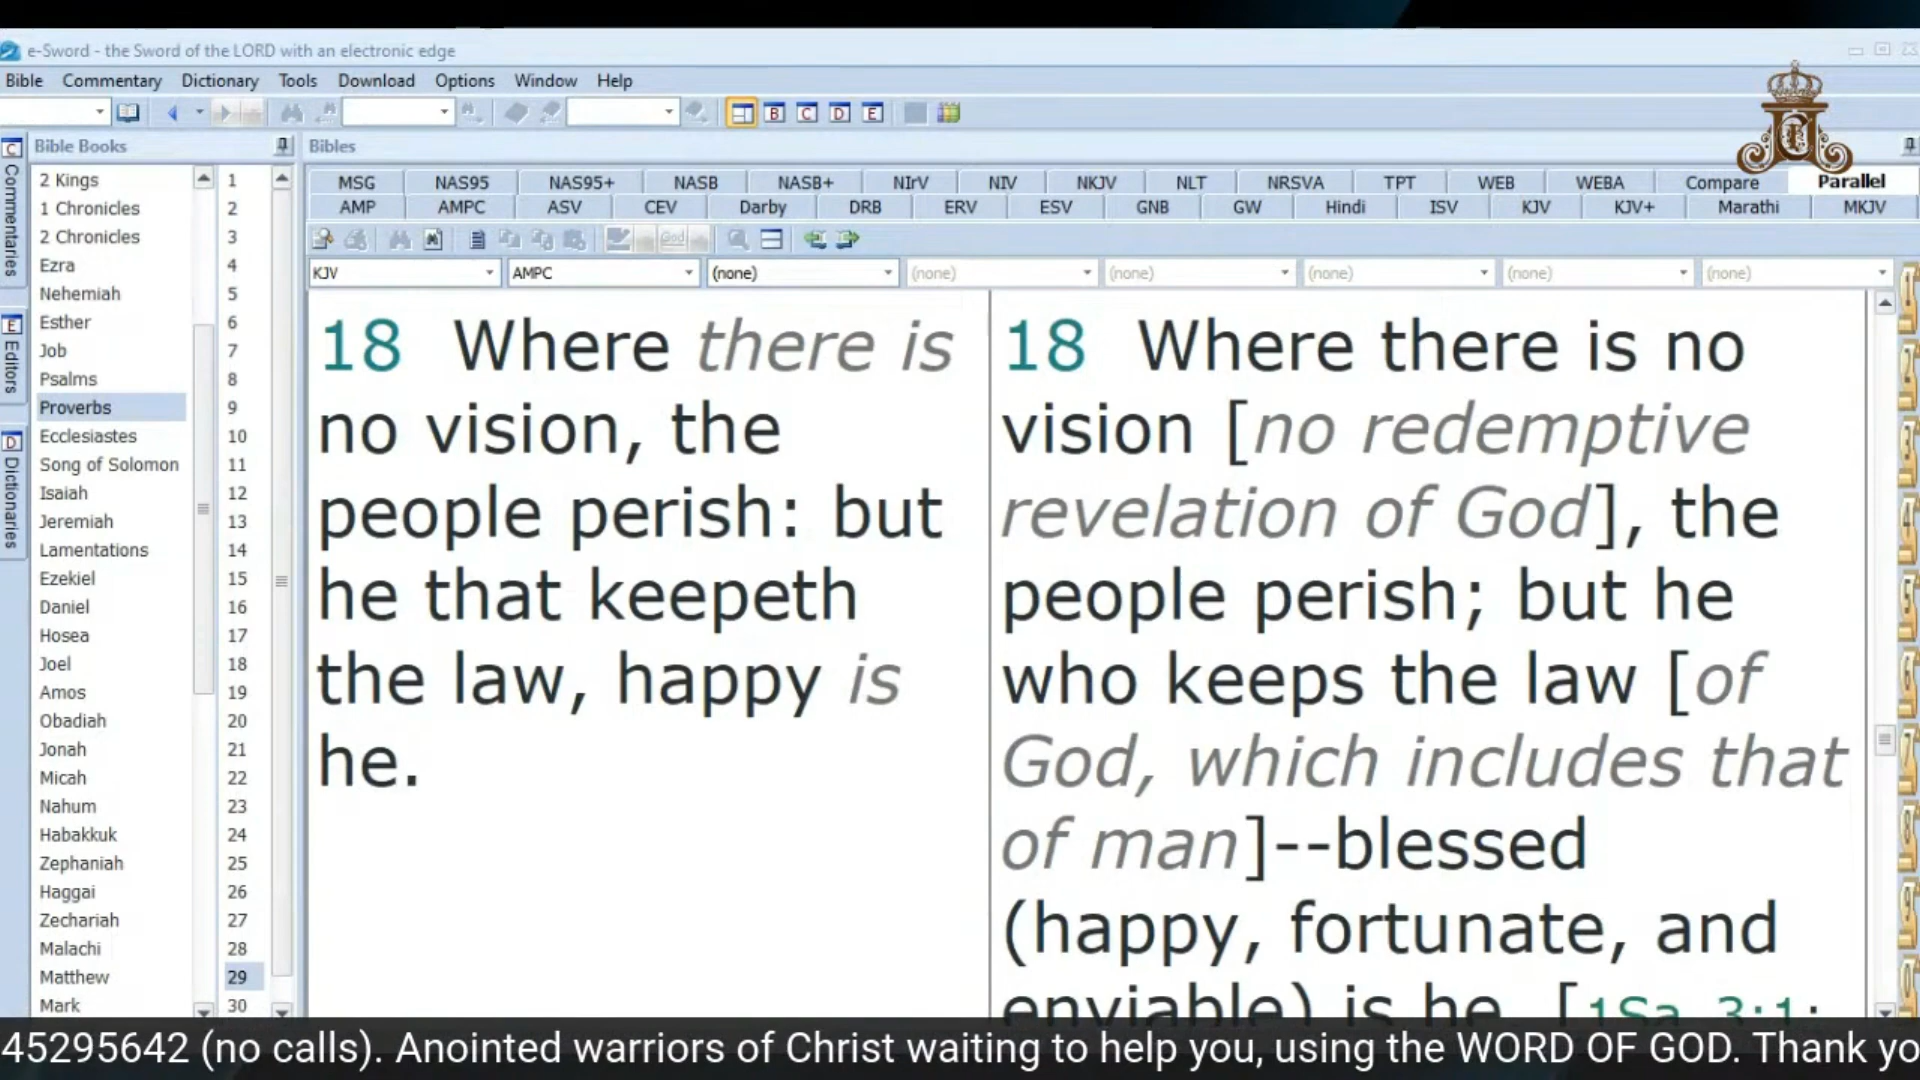 e-Sword - the Sword of the LORD with an electronic edge
Bible Commentary Dictionary Tools Download Options Window Help
B C D E
Bible Books
Bibles
C Commentaries
E Editors
D Dictionaries
2 Kings
1 Chronicles
2 Chronicles
Ezra
Nehemiah
Esther
Job
Psalms
Proverbs
Ecclesiastes
Song of Solomon
Isaiah
Jeremiah
Lamentations
Ezekiel
Daniel
Hosea
Joel
Amos
Obadiah
Jonah
Micah
Nahum
Habakkuk
Zephaniah
Haggai
Zechariah
Malachi
Matthew
Mark
1
2
3
4
5
6
7
8
9
10
11
12
13
14
15
16
17
18
19
20
21
22
23
24
25
26
27
28
29
30
MSG NAS95 NAS95+ NASB NASB+ NIrV NIV NKJV NLT NRSVA TPT WEB WEBA Compare Parallel
AMP AMPC ASV CEV Darby DRB ERV ESV GNB GW Hindi ISV KJV KJV+ Marathi MKJV
God
KJV AMPC (none) (none) (none) (none) (none) (none)
18 Where there is
no vision, the
people perish: but
he that keepeth
the law, happy is
he.
18 Where there is no
vision [no redemptive
revelation of God], the
people perish; but he
who keeps the law [of
God, which includes that
of man]--blessed
(happy, fortunate, and
enviable) is he. [1Sa_3:1;
45295642 (no calls). Anointed warriors of Christ waiting to help you, using the WORD OF GOD. Thank yo